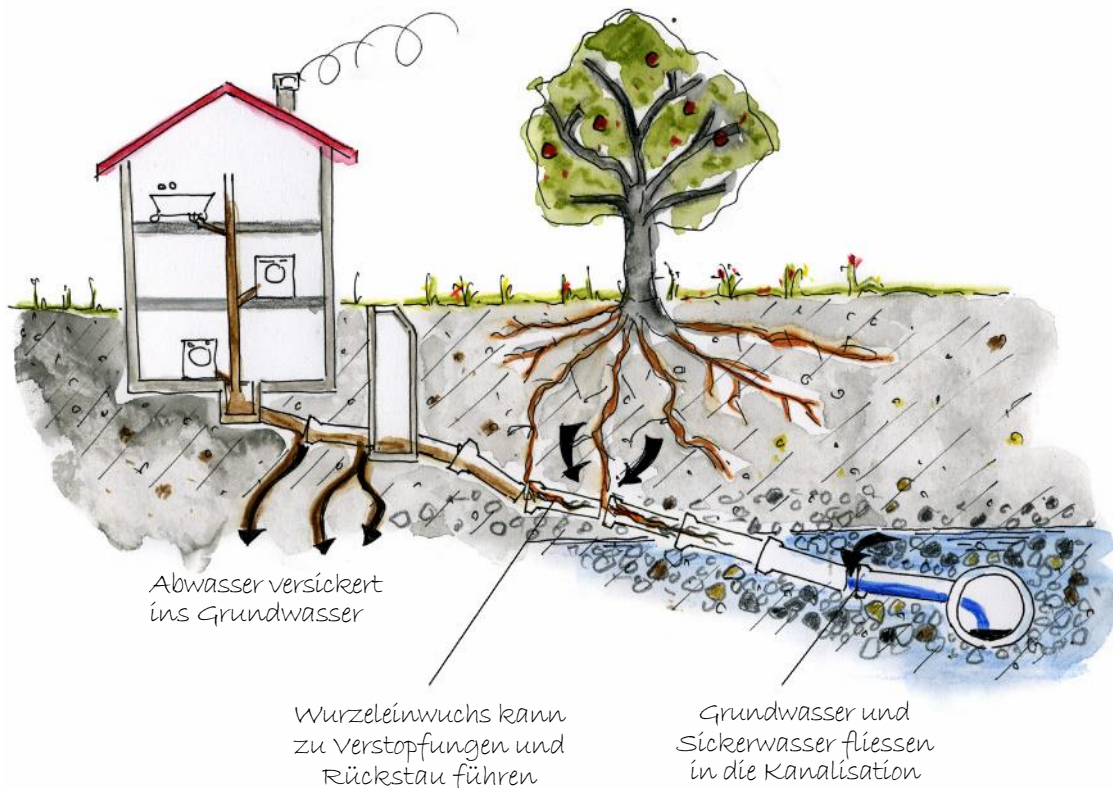 Abwasser versickert
ins Grundwasser
Wurzeleinwuchs kann
zu Verstopfungen und
Rückstau führen
Grundwasser und
Sickerwasser fliessen
in die Kanalisation